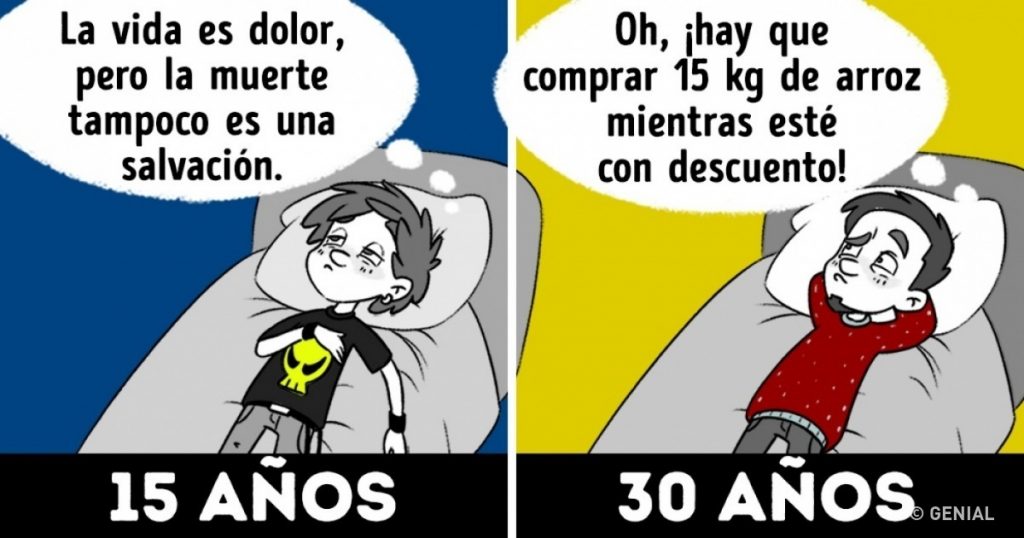 La vida es dolor,
pero la muerte
tampoco es una
salvación.
Oh, ¡hay que
comprar 15 kg de arroz
mientras esté
con descuento!
15 AÑOS
30 AÑOS
© GENIAL